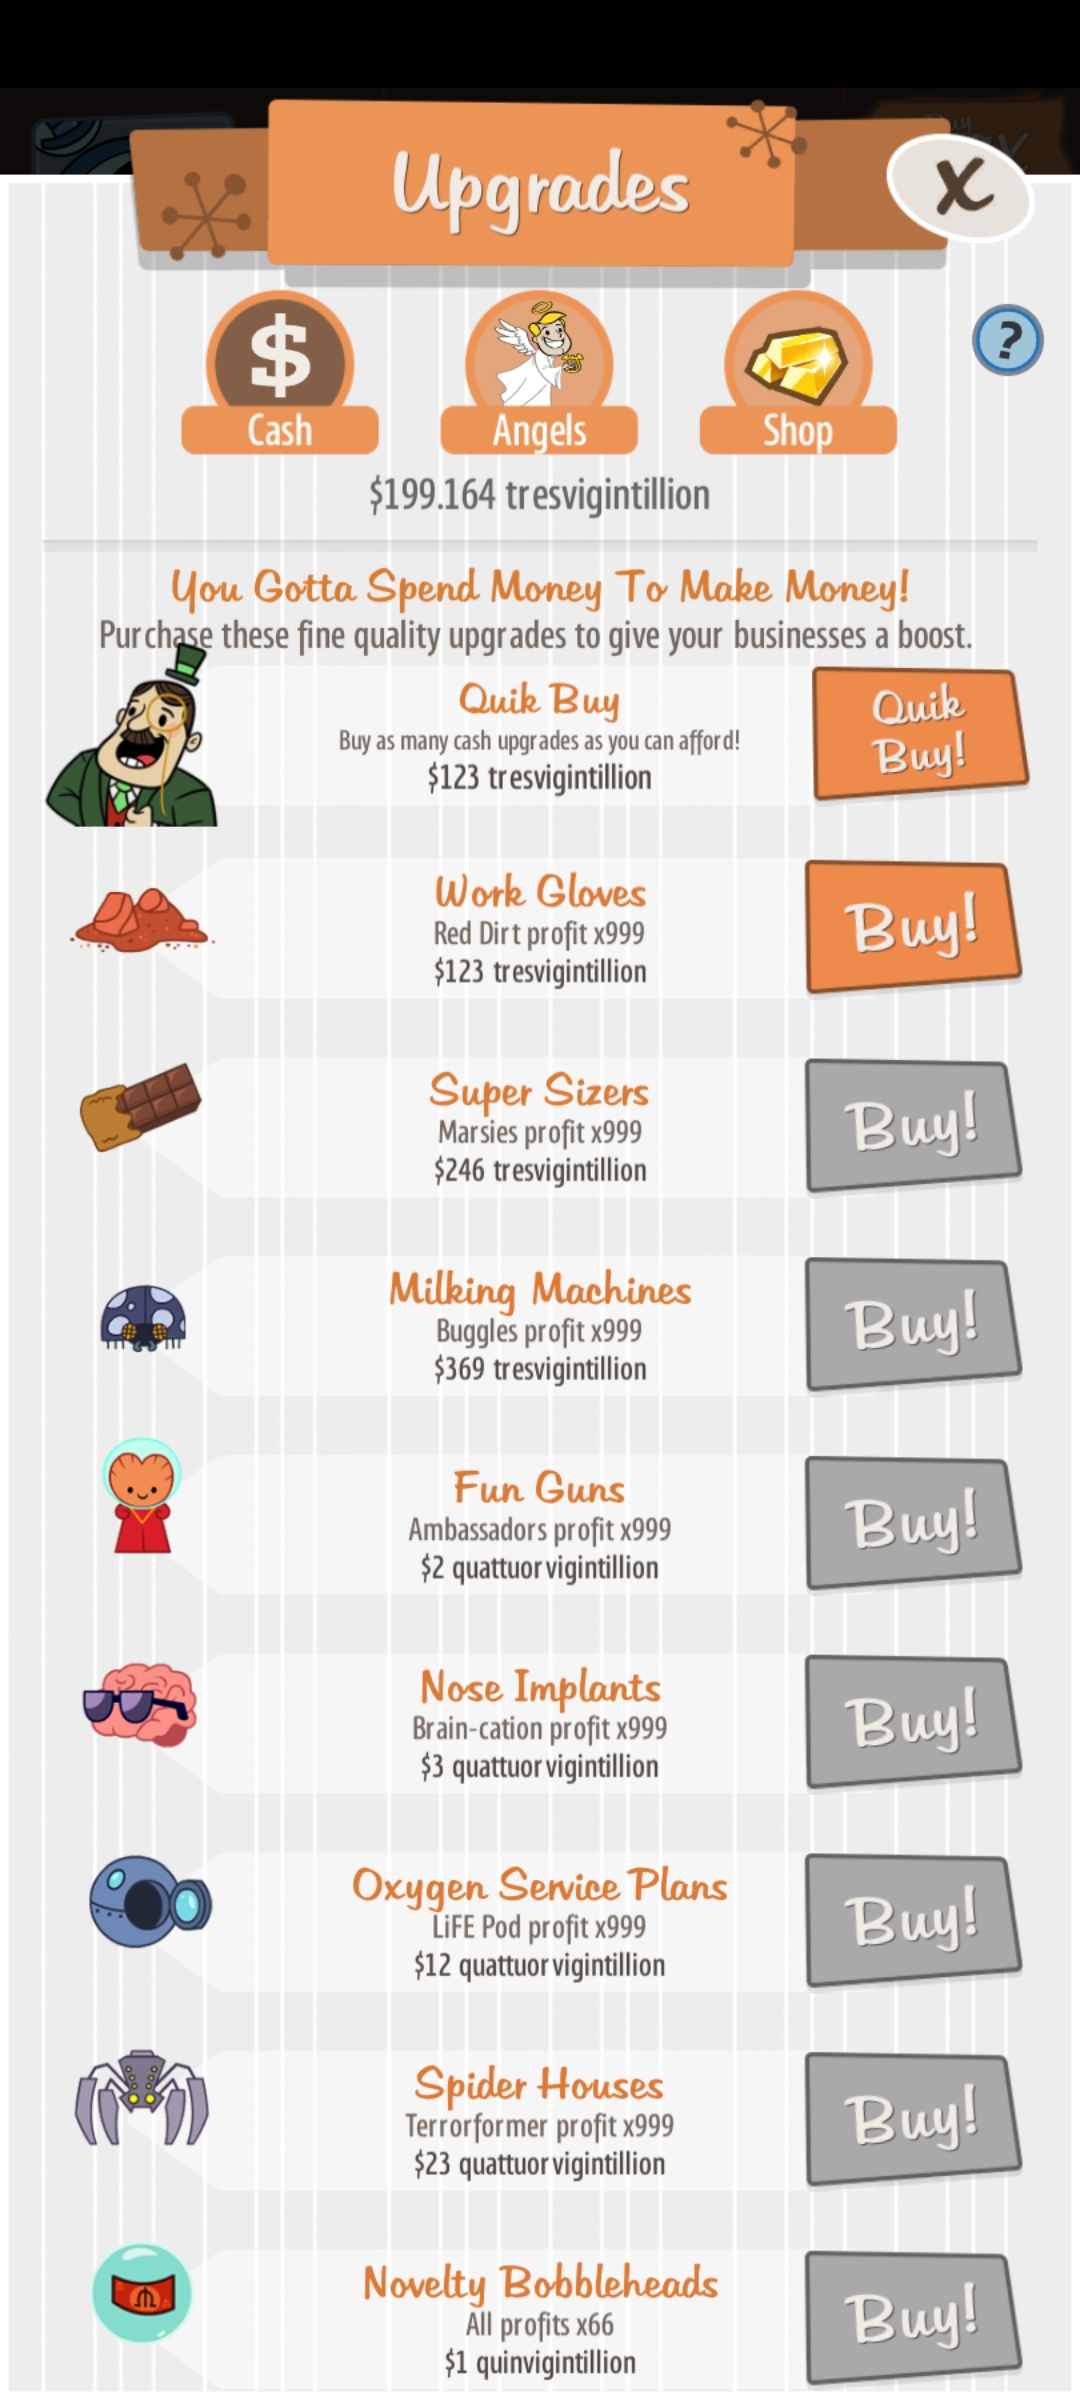 Upgrades
X
?
$
Cash
Angels
Shop
$199.164 tresvigintillion
You Gotta Spend Money To Make Money!
Purchase these fine quality upgrades to give your businesses a boost.
Quik Buy
Buy as many cash upgrades as you can afford!
$123 tresvigintillion
Quik
Buy!
Work Gloves
Red Dirt profit x999
$123 tresvigintillion
Buy!
Super Sizers
Marsies profit x999
$246 tresvigintillion
Buy!
Milking Machines
Buggles profit x999
$369 tresvigintillion
Buy!
Fun Guns
Ambassadors profit x999
$2 quattuorvigintillion
Buy!
Nose Implants
Brain-cation profit x999
$3 quattuorvigintillion
Buy!
Oxygen Service Plans
LiFE Pod profit x999
$12 quattuorvigintillion
Buy!
Spider Houses
Terrorformer profit x999
$23 quattuorvigintillion
Buy!
Novelty Bobbleheads
All profits x66
$1 quinvigintillion
Buy!